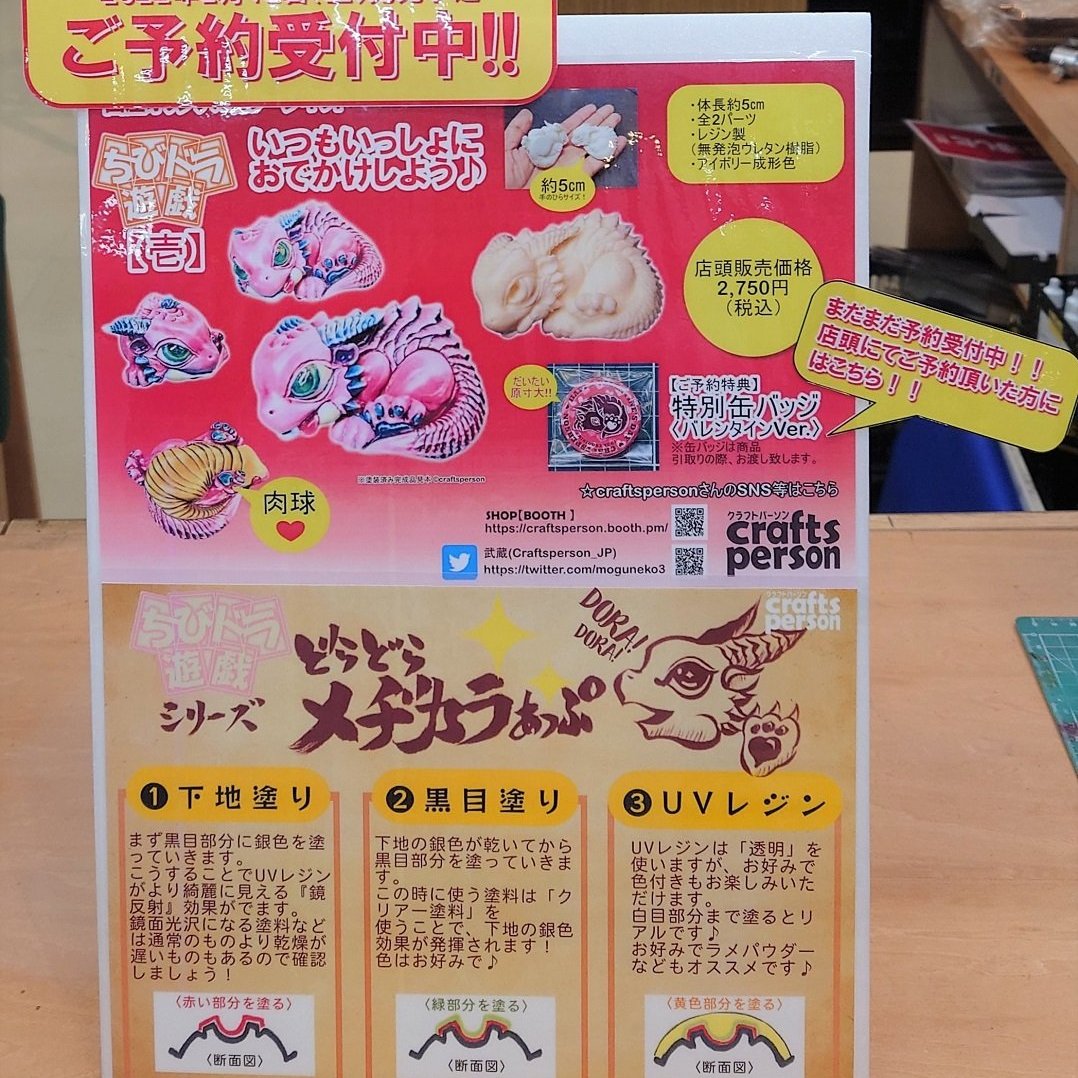 ご予約受付中!!
ちびドラ
遊戯
【壱】
いつもいっしょに
おでかけしよう♪
約5㎝
手のひらサイズ！
・体長約5㎝
・全2パーツ
・レジン製
（無発泡ウレタン樹脂）
・アイボリー成形色
店頭販売価格
2,750円
（税込）
まだまだ予約受付中！！
店頭にてご予約頂いた方に
はこちら！！
だいたい
原寸大!!
【ご予約特典】
特別缶バッジ
〈バレンタインVer.〉
※缶バッジは商品
引取りの際、お渡し致します。
肉球
※塗装済み完成品見本 ©craftsperson
☆craftspersonさんのSNS等はこちら
SHOP【BOOTH 】
https://craftsperson.booth.pm/
武蔵(Craftsperson_JP)
https://twitter.com/moguneko3
クラフトパーソン
crafts
person
ちびドラ
遊戯
シリーズ
どらどら
メヂカラあっぷ
DORA!
DORA!
クラフトパーソン
crafts
person
❶下地塗り
まず黒目部分に銀色を塗
っていきます。
こうすることでUVレジン
がより綺麗に見える『鏡
反射』効果がでます。
鏡面光沢になる塗料など
は通常のものより乾燥が
遅いものもあるので確認
しましょう！
〈赤い部分を塗る〉
〈断面図〉
❷黒目塗り
下地の銀色が乾いてから
黒目部分を塗っていきま
す。
この時に使う塗料は「ク
リアー塗料」を
使うことで、下地の銀色
効果が発揮されます！
色はお好みで♪
〈緑部分を塗る〉
〈断面図〉
❸UVレジン
UVレジンは「透明」を
使いますが、お好みで
色付きもお楽しみいた
だけます。
白目部分まで塗るとリ
アルです♪
お好みでラメパウダー
などもオススメです♪
〈黄色部分を塗る〉
〈断面図〉